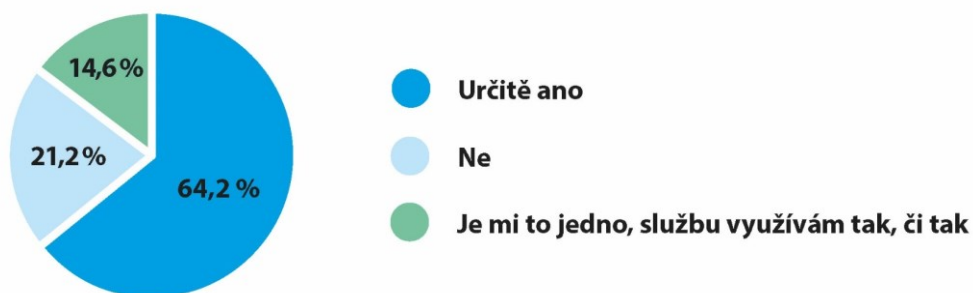 14,6 %
21,2 %
64,2 %
Určitě ano
Ne
Je mi to jedno, službu využívám tak, či tak